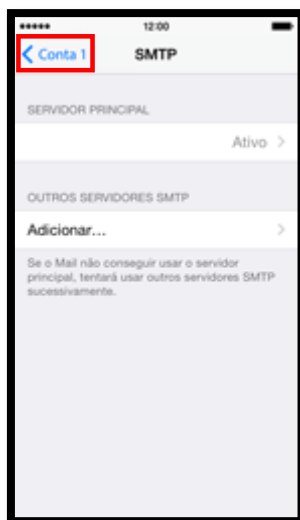 12:00
Conta 1
SMTP
SERVIDOR PRINCIPAL
Ativo
OUTROS SERVIDORES SMTP
Adicionar...
Se o Mail não conseguir usar o servidor
principal, tentará usar outros servidores SMTP
sucessivamente.